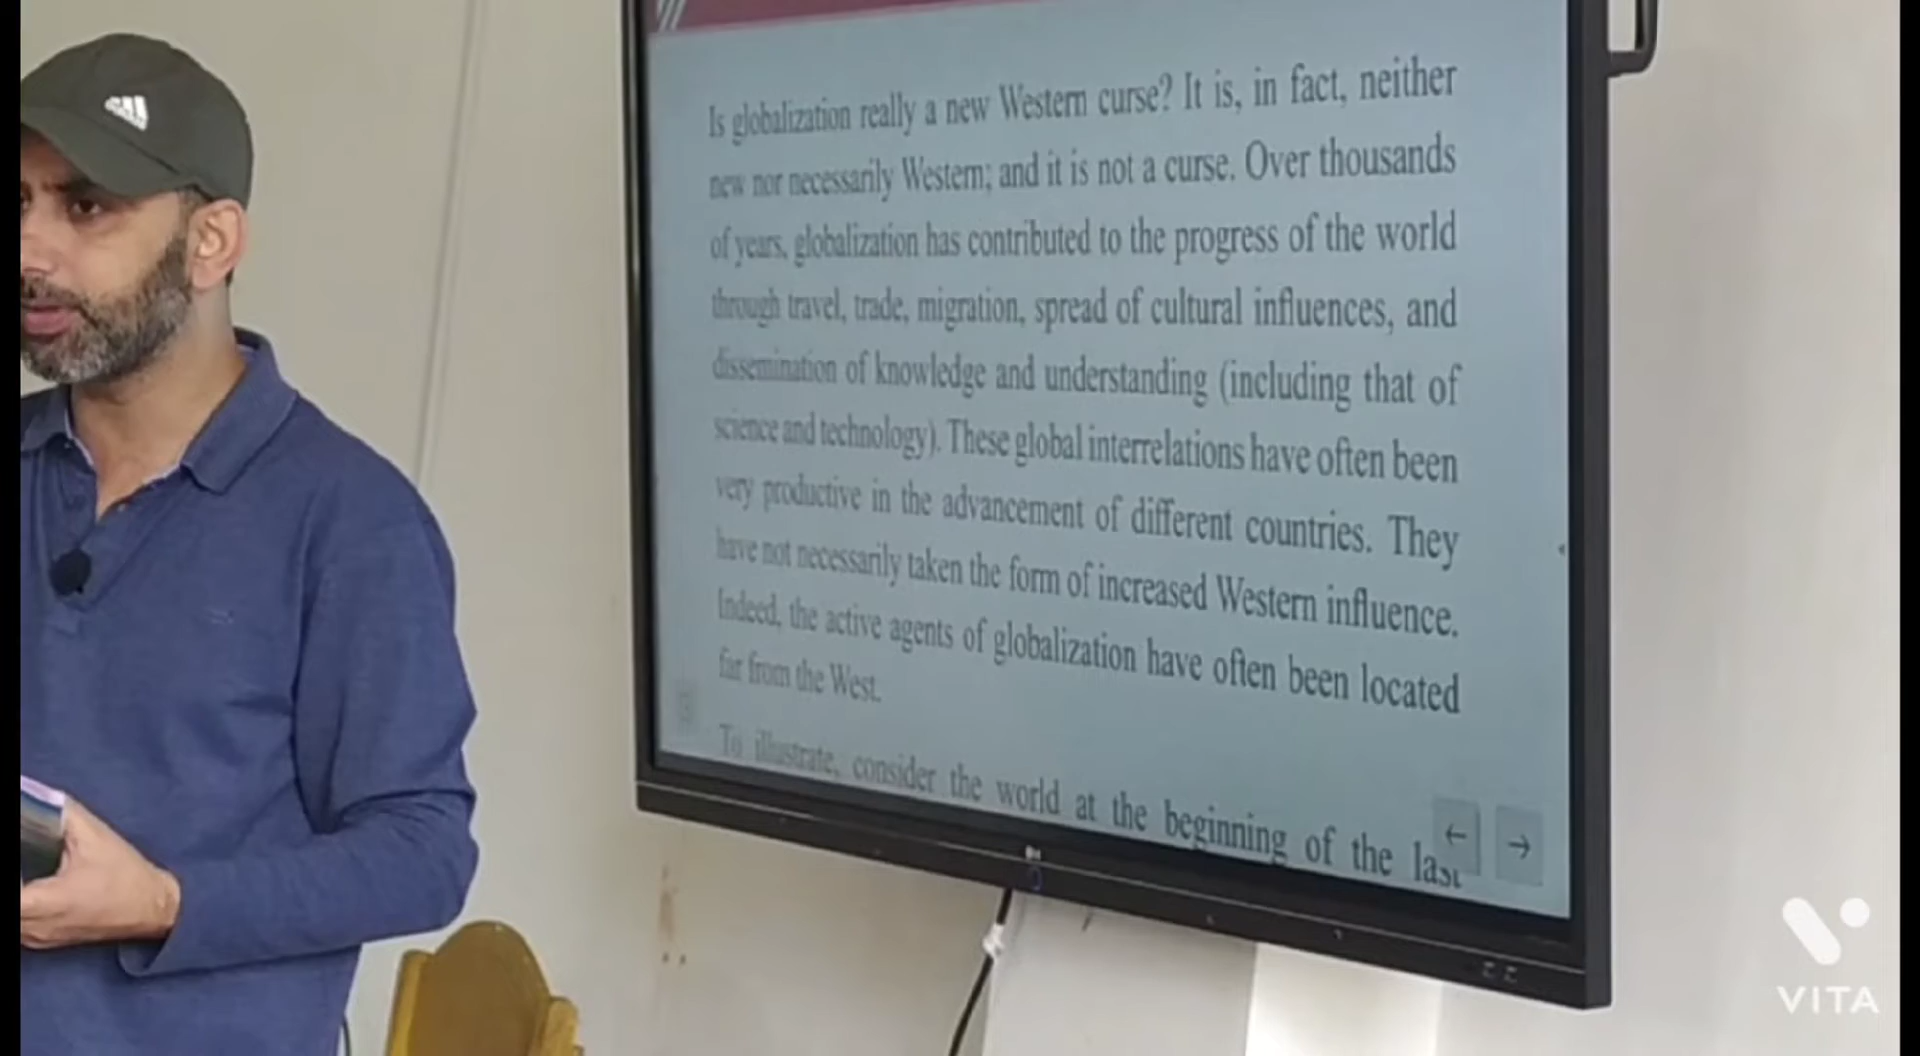 Is globalization really a new Western curse? It is, in fact, neither
new nor necessarily Western; and it is not a curse. Over thousands
of years, globalization has contributed to the progress of the world
through travel, trade, migration, spread of cultural influences, and
dissemination of knowledge and understanding (including that of
science and technology). These global interrelations have often been
very productive in the advancement of different countries. They
have not necessarily taken the form of increased Western influence.
Indeed, the active agents of globalization have often been located
far from the West.
To illustrate, consider the world at the beginning of the last
VITA